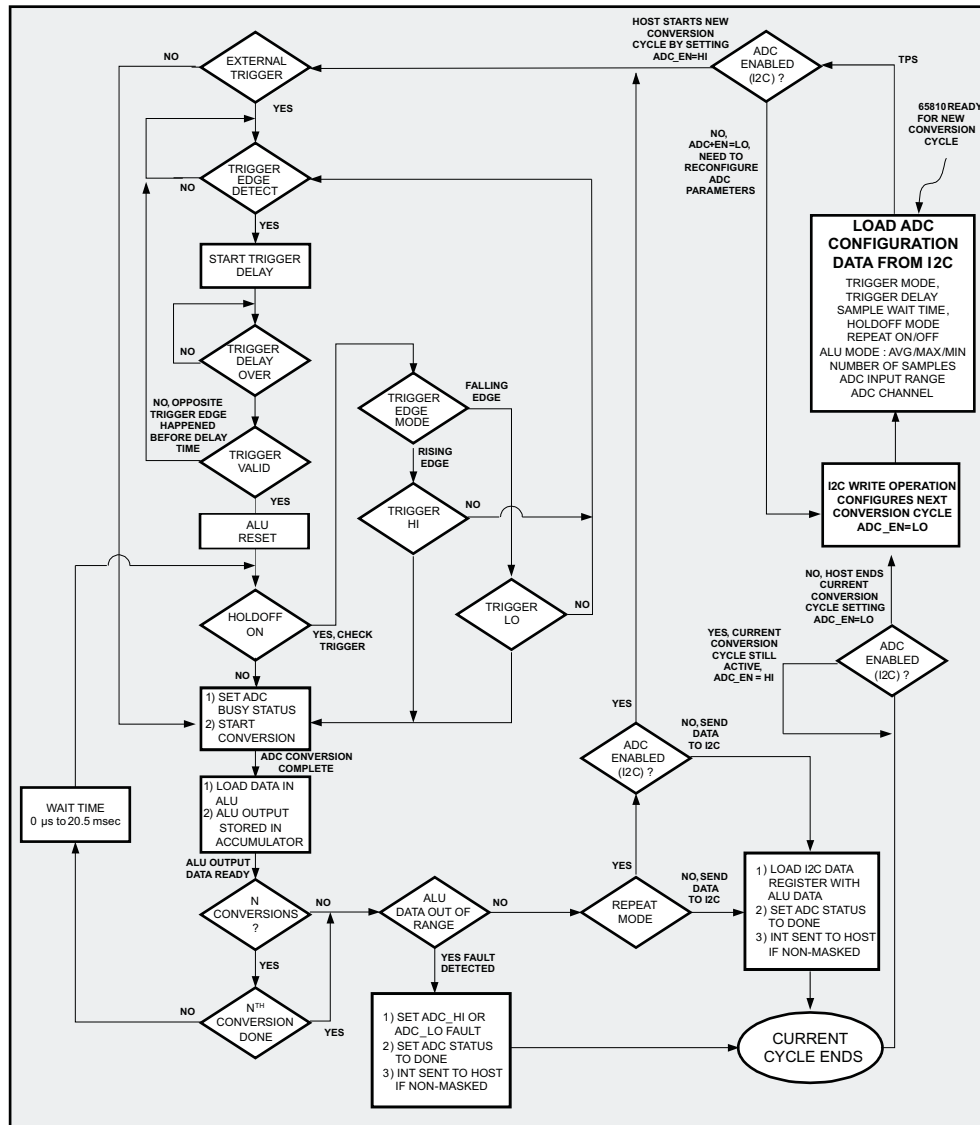 HOST STARTS NEW
CONVERSION
CYCLE BY SETTING
ADC_EN=HI
NO
EXTERNAL
TRIGGER
YES
ADC
ENABLED
(I2C) ?
TPS
65810 READY
FOR NEW
CONVERSION
CYCLE
NO,
ADC+EN=LO,
NEED TO
RECONFIGURE
ADC
PARAMETERS
TRIGGER
EDGE
DETECT
NO
YES
START TRIGGER
DELAY
LOAD ADC
CONFIGURATION
DATA FROM I2C
TRIGGER MODE,
TRIGGER DELAY
SAMPLE WAIT TIME,
HOLDOFF MODE
REPEAT ON/OFF
ALU MODE : AVG/MAX/MIN
NUMBER OF SAMPLES
ADC INPUT RANGE
ADC CHANNEL
NO
TRIGGER
DELAY
OVER
NO, OPPOSITE
TRIGGER EDGE
HAPPENED
BEFORE DELAY
TIME
TRIGGER
VALID
YES
ALU
RESET
TRIGGER
EDGE
MODE
FALLING
EDGE
RISING
EDGE
TRIGGER
HI
NO
TRIGGER
LO
NO
I2C WRITE OPERATION
CONFIGURES NEXT
CONVERSION CYCLE
ADC_EN=LO
NO, HOST ENDS
CURRENT
CONVERSION
CYCLE SETTING
ADC_EN=LO
HOLDOFF
ON
YES, CHECK
TRIGGER
NO
YES, CURRENT
CONVERSION
CYCLE STILL
ACTIVE,
ADC_EN = HI
ADC
ENABLED
(I2C) ?
1) SET ADC
BUSY STATUS
2) START
CONVERSION
ADC CONVERSION
COMPLETE
YES
NO, SEND
DATA
TO I2C
ADC
ENABLED
(I2C) ?
WAIT TIME
0 µs to 20.5 msec
1) LOAD DATA IN
ALU
2) ALU OUTPUT
STORED IN
ACCUMULATOR
ALU OUTPUT
DATA READY
N
CONVERSIONS
?
NO
YES
ALU
DATA OUT OF
RANGE
NO
YES FAULT
DETECTED
YES
REPEAT
MODE
NO, SEND
DATA
TO I2C
1) LOAD I2C DATA
REGISTER WITH
ALU DATA
2) SET ADC STATUS
TO DONE
3) INT SENT TO HOST
IF NON-MASKED
NO
NTH
CONVERSION
DONE
YES
1) SET ADC_HI OR
ADC_LO FAULT
2) SET ADC STATUS
TO DONE
3) INT SENT TO HOST
IF NON-MASKED
CURRENT
CYCLE ENDS